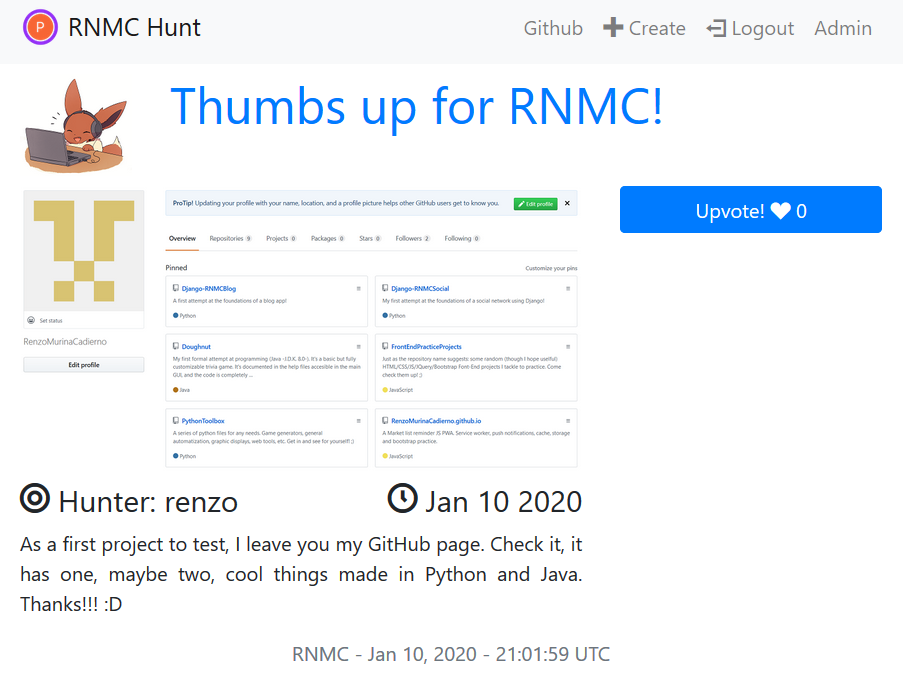 P RNMC Hunt Github Create Logout Admin
Thumbs up for RNMC!
Upvote! 0
ProTip! Updating your profile with your name, location, and a profile picture helps other GitHub users get to know you. Edit profile ×
Overview Repositories 9 Projects 0 Packages 0 Stars 0 Followers 2 Following 0
Set status
RenzoMurinaCadierno
Edit profile
Pinned Customize your pins
Django-RNMCBlog
A first attempt at the foundations of a blog app!
Python
Django-RNMCSocial
My first attempt at the foundations of a social network using Django!
Python
Doughnut
My first formal attempt at programming (Java -J.D.K. 8.0-). It's a basic but fully
customizable trivia game. It's documented in the help files accesible in the main
GUI and the code is completely ...
Java
FrontEndPracticeProjects
Just as the repository name suggests some random (though I hope useful)
HTML/CSS/JS/JQuery/Bootstrap Font-End projects I tackle to practice. Come
check them up! ;)
JavaScript
PythonToolbox
A series of python files for any needs. Game generators, general
automatization, graphic displays, web tools, etc. Get in and see for yourself! ;)
Python
RenzoMurinaCadierno.github.io
A Market list reminder JS PWA. Service worker, push notifications, cache, storage
and bootstrap practice.
JavaScript
Hunter: renzo Jan 10 2020
As a first project to test, I leave you my GitHub page. Check it, it
has one, maybe two, cool things made in Python and Java.
Thanks!!! :D
RNMC - Jan 10, 2020 - 21:01:59 UTC